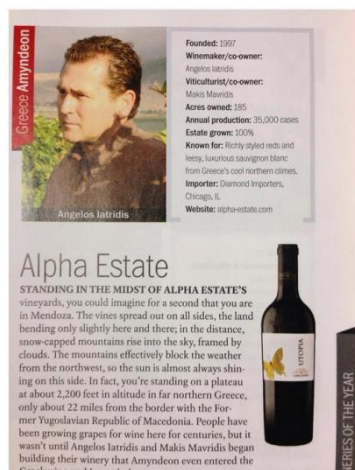 Greece Amyndeon
Angelos Iatridis
Founded: 1997
Winemaker/co-owner:
Angelos Iatridis
Viticulturist/co-owner:
Makis Mavridis
Acres owned: 185
Annual production: 35,000 cases
Estate grown: 100%
Known for: Richly styled reds and
leesy, luxurious sauvignon blanc
from Greece's cool northern climes.
Importer: Diamond Importers,
Chicago, IL
Website: alpha-estate.com
Alpha Estate
STANDING IN THE MIDST OF ALPHA ESTATE'S
vineyards, you could imagine for a second that you are
in Mendoza. The vines spread out on all sides, the land
bending only slightly here and there; in the distance,
snow-capped mountains rise into the sky, framed by
clouds. The mountains effectively block the weather
from the northwest, so the sun is almost always shin-
ing on this side. In fact, you're standing on a plateau
at about 2,200 feet in altitude in far northern Greece,
only about 22 miles from the border with the For-
mer Yugoslavian Republic of Macedonia. People have
been growing grapes for wine here for centuries, but it
wasn't until Angelos Iatridis and Makis Mavridis began
building their winery that Amyndeon even entered the
UTOPIA
ERIES OF THE YEAR